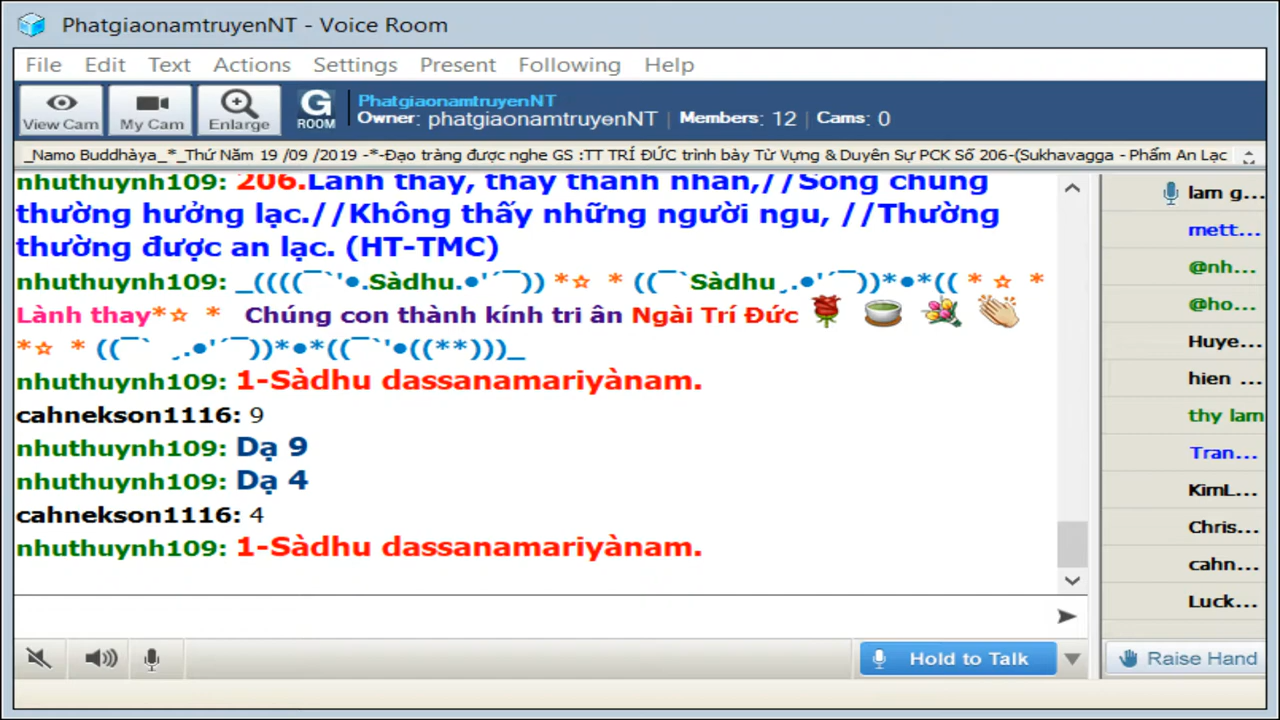 PhatgiaonamtruyenNT - Voice Room
File Edit Text Actions Settings Present Following Help
View Cam My Cam Enlarge G ROOM
PhatgiaonamtruyenNT
Owner: phatgiaonamtruyenNT | Members: 12 | Cams: 0
_Namo Buddhàya_*_Thứ Năm 19 /09 /2019 -*-Đạo tràng được nghe GS :TT TRÍ ĐỨC trình bày Từ Vựng & Duyên Sự PCK Số 206-(Sukhavagga - Phẩm An Lạc
nhuthuynh109: 206.Lành thay, thấy thánh nhân,//Sống chung
thường hưởng lạc.//Không thấy những người ngu, //Thường
thường được an lạc. (HT-TMC)
nhuthuynh109: _((((¯`'●.Sàdhu.●'´¯)) *☆ * ((¯`Sàdhu¸.●'´¯))*●*(( * ☆ *
Lành thay*☆ * Chúng con thành kính tri ân Ngài Trí Đức
*☆ * ((¯` ¸.●'´¯))*●*((¯`'●((**)))_
nhuthuynh109: 1-Sàdhu dassanamariyànam.
cahnekson1116: 9
nhuthuynh109: Dạ 9
nhuthuynh109: Dạ 4
cahnekson1116: 4
nhuthuynh109: 1-Sàdhu dassanamariyànam.
lam g...
mett...
@nh...
@ho...
Huye...
hien ...
thy lam
Tran...
KimL...
Chris...
cahn...
Luck...
Hold to Talk
Raise Hand